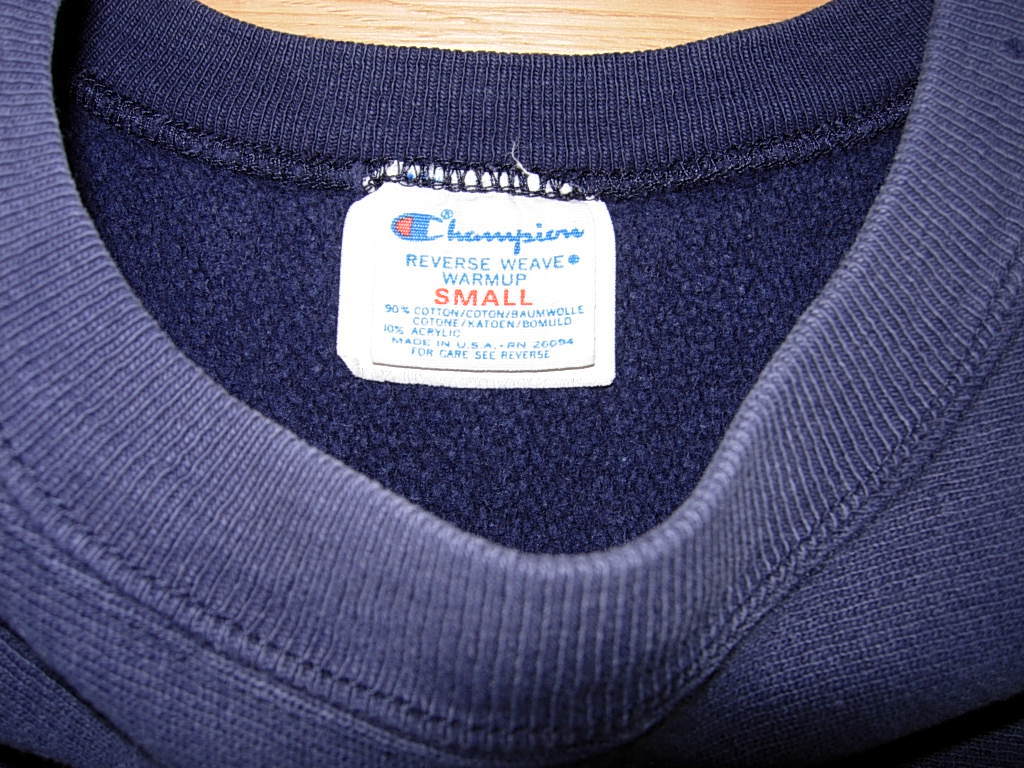 Champion®
REVERSE WEAVE®
WARMUP
SMALL
90% COTTON/COTON/BAUMWOLLE
COTONE/KATOEN/BOMULD
10% ACRYLIC
MADE IN U.S.A.-RN 26094
FOR CARE SEE REVERSE